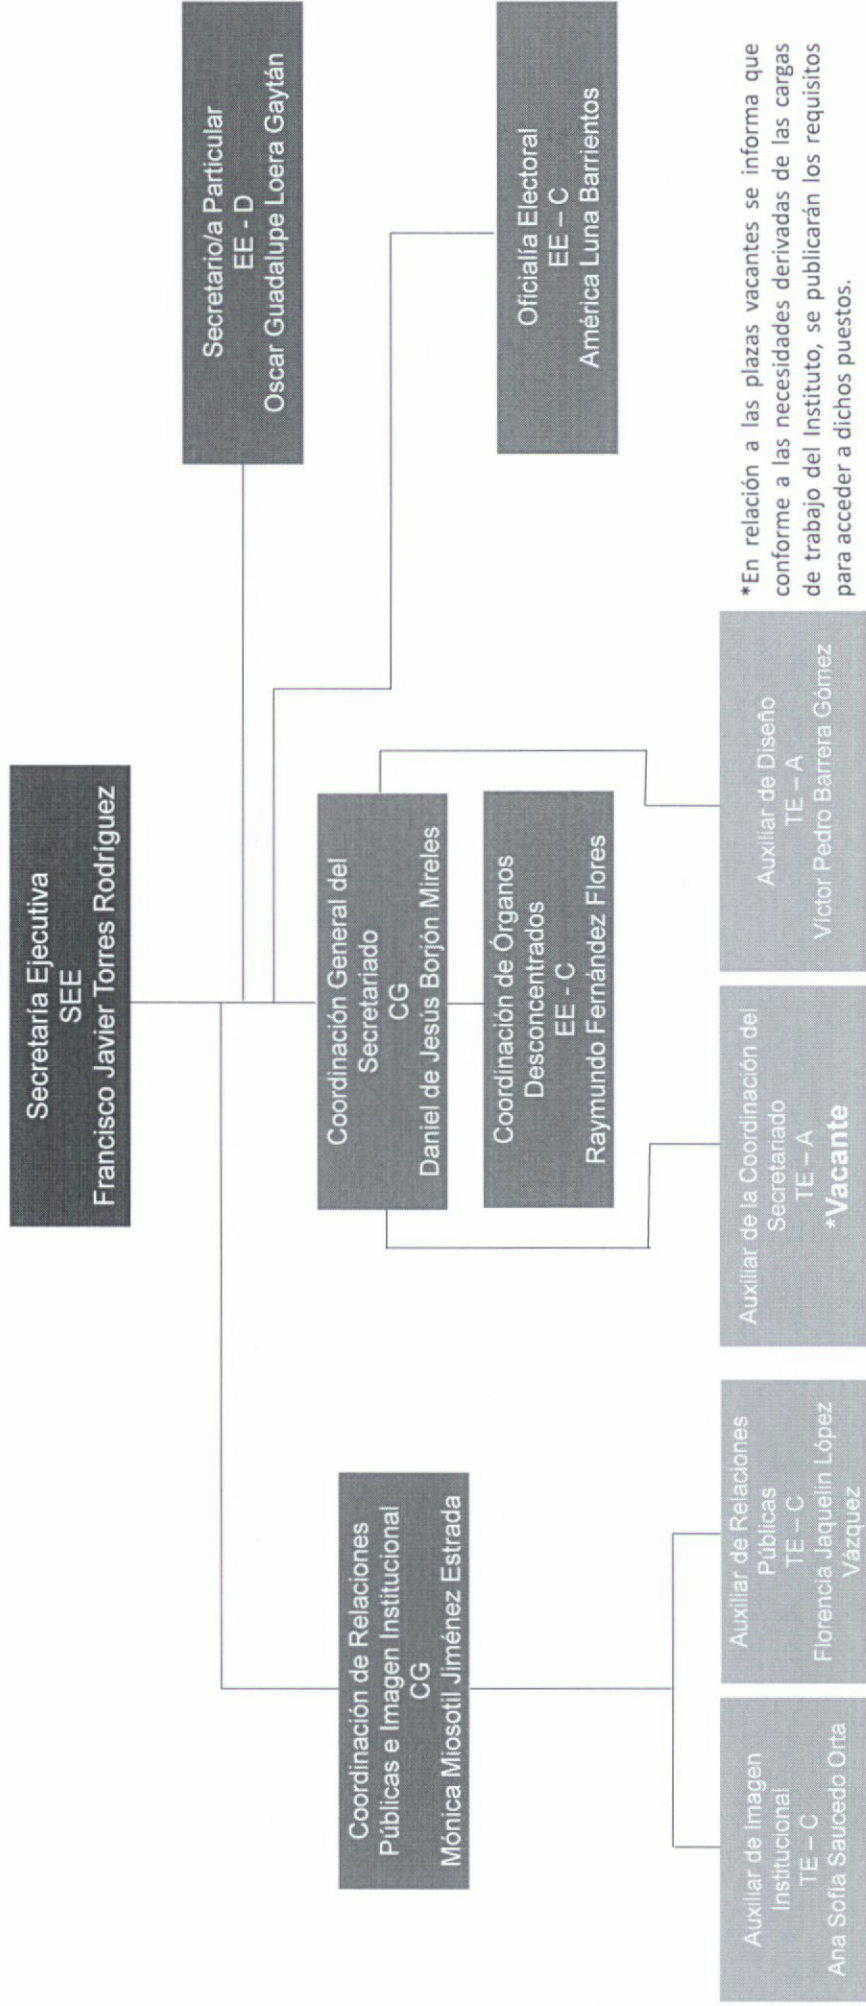 Secretaría Ejecutiva
SEE
Francisco Javier Torres Rodríguez
Secretario/a Particular
EE - D
Oscar Guadalupe Loera Gaytán
Coordinación de Relaciones
Públicas e Imagen Institucional
CG
Mónica Miosotil Jiménez Estrada
Coordinación General del
Secretariado
CG
Daniel de Jesús Borjón Mireles
Coordinación de Órganos
Desconcentrados
EE - C
Raymundo Fernández Flores
Oficialía Electoral
EE – C
América Luna Barrientos
Auxiliar de Imagen
Institucional
TE – C
Ana Sofía Saucedo Orta
Auxiliar de Relaciones
Públicas
TE – C
Florencia Jaquelin López
Vázquez
Auxiliar de la Coordinación del
Secretariado
TE – A
*Vacante
Auxiliar de Diseño
TE – A
Víctor Pedro Barrera Gómez
*En relación a las plazas vacantes se informa que
conforme a las necesidades derivadas de las cargas
de trabajo del Instituto, se publicarán los requisitos
para acceder a dichos puestos.